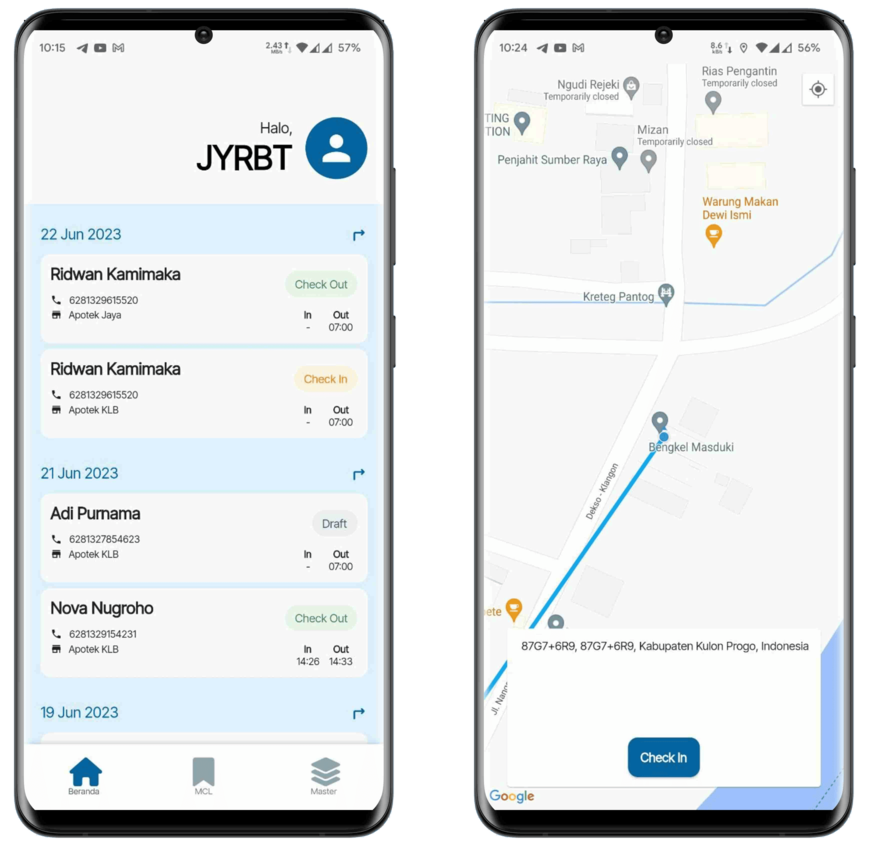 10:15
2.43 MB/s
57%
Halo,
JYRBT
22 Jun 2023
Ridwan Kamimaka
Check Out
6281329615520
Apotek Jaya
In Out
- 07:00
Ridwan Kamimaka
Check In
6281329615520
Apotek KLB
In Out
- 07:00
21 Jun 2023
Adi Purnama
Draft
6281327854623
Apotek KLB
In Out
- 07:00
Nova Nugroho
Check Out
6281329154231
Apotek KLB
In Out
14:26 14:33
19 Jun 2023
Beranda
MCL
Master
10:24
8.6 kB/s
56%
Rias Pengantin
Temporarily closed
Ngudi Rejeki
Temporarily closed
TING
TION
Mizan
Temporarily closed
Penjahit Sumber Raya
Warung Makan
Dewi Ismi
Kreteg Pantog
Bengkel Masduki
Dekso - Klangon
ete
Jl. Nang
87G7+6R9, 87G7+6R9, Kabupaten Kulon Progo, Indonesia
Check In
Google